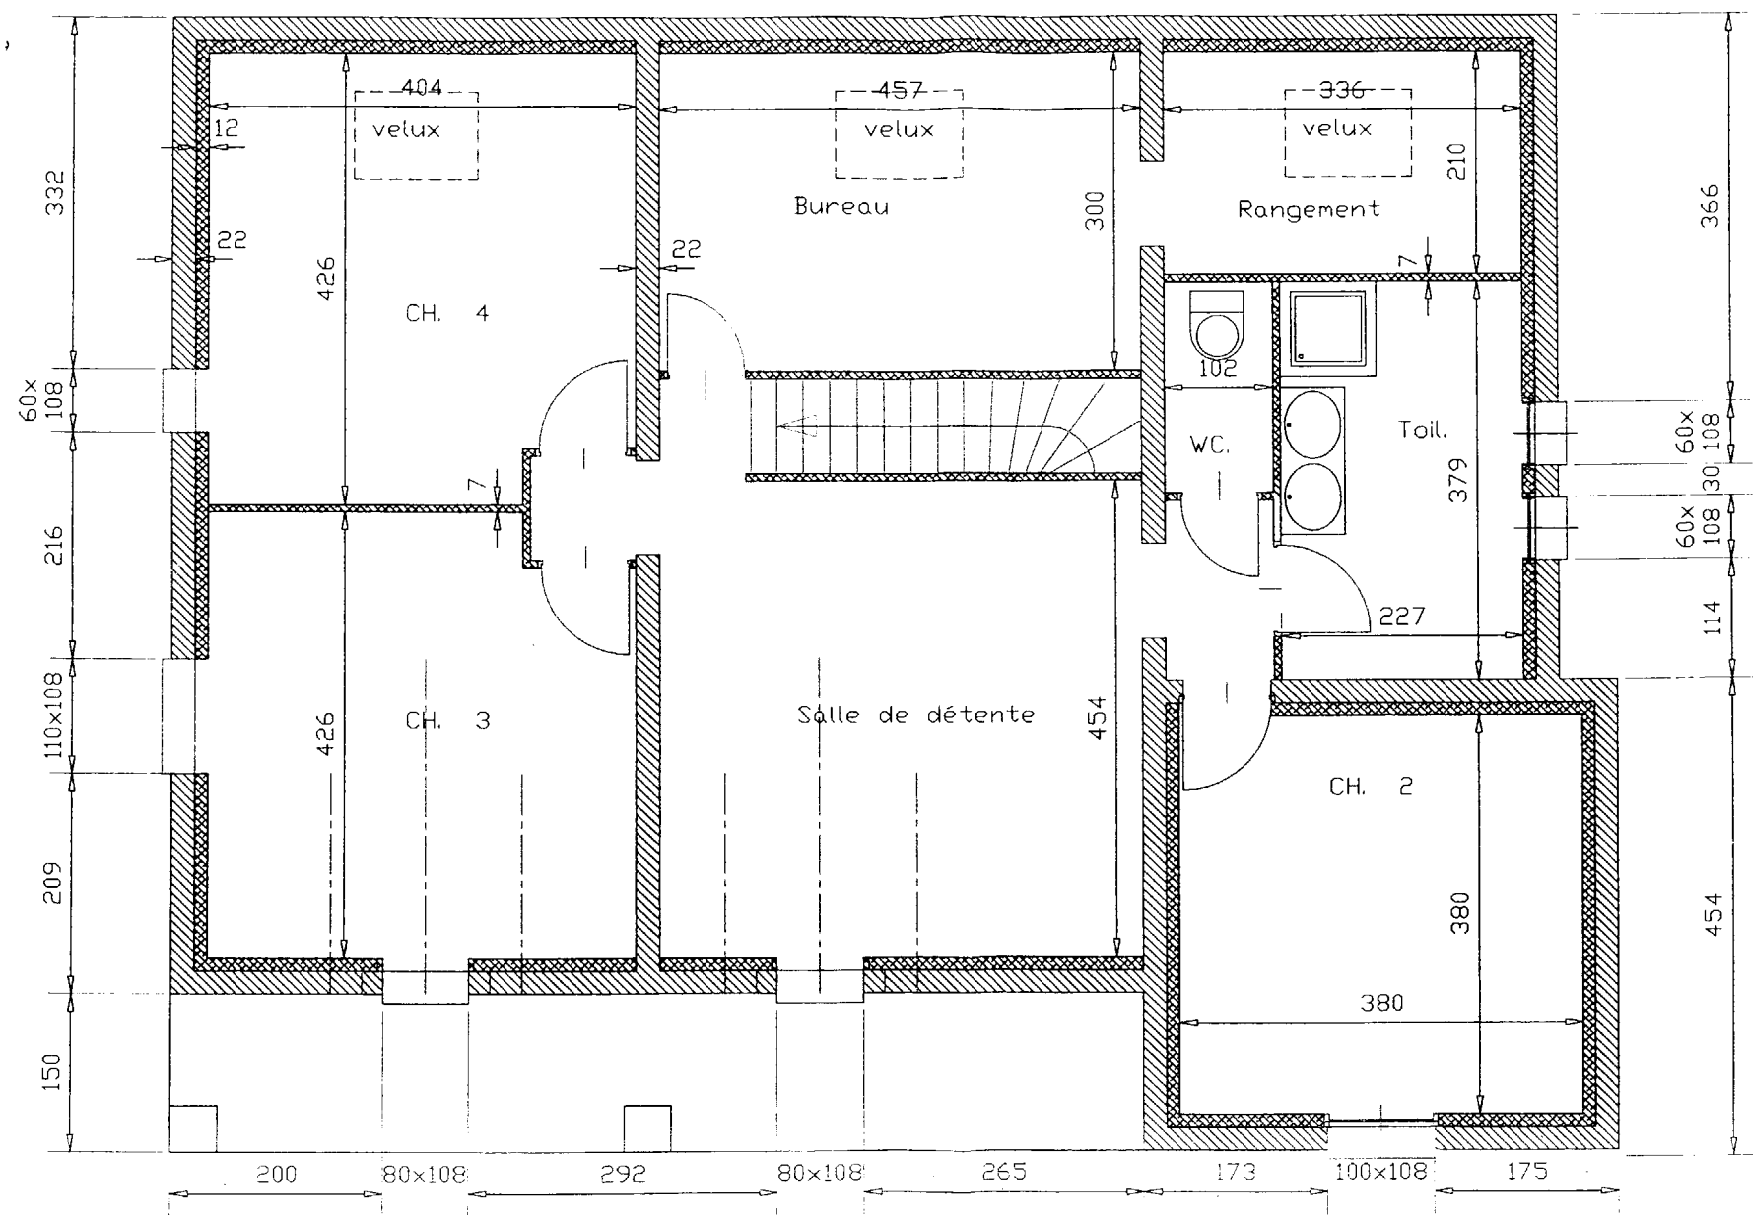 404
457
336
velux
velux
velux
12
210
332
Bureau
Rangement
300
366
22
22
7
426
CH. 4
102
60x
108
WC.
Toil.
60x
108
379
30
7
60x
108
216
114
227
110x108
426
CH. 3
Salle de détente
454
CH. 2
209
380
454
380
150
200
80x108
292
80x108
265
173
100x108
175